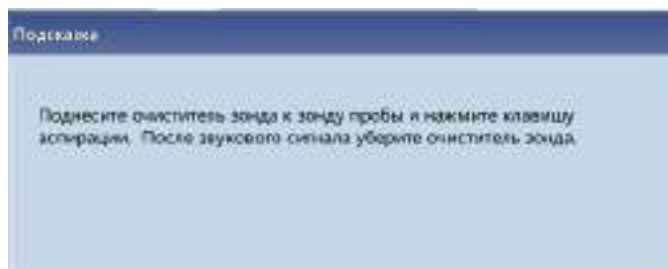 Подсказка
Поднесите очиститель зонда к зонду пробы и нажмите клавишу
аспирации. После звукового сигнала уберите очиститель зонда.